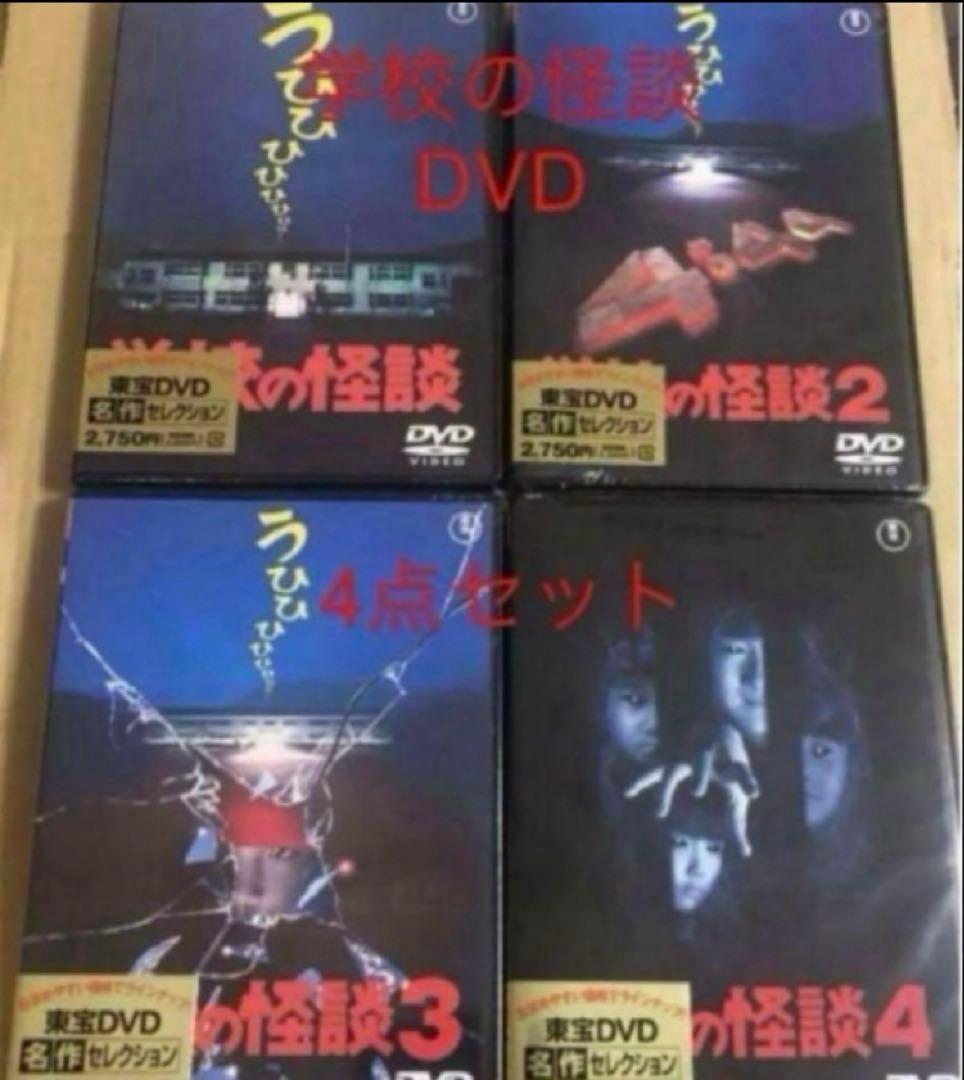 うひひひひひ…
うひひひひ…
学校の怪談
DVD
の怪談
東宝DVD
名作セレクション
2,750円
DVD
VIDEO
の怪談2
東宝DVD
名作セレクション
2,750円
DVD
VIDEO
うひひひひひ…
4点セット
の怪談3
東宝DVD
名作セレクション
の怪談4
東宝DVD
名作セレクション